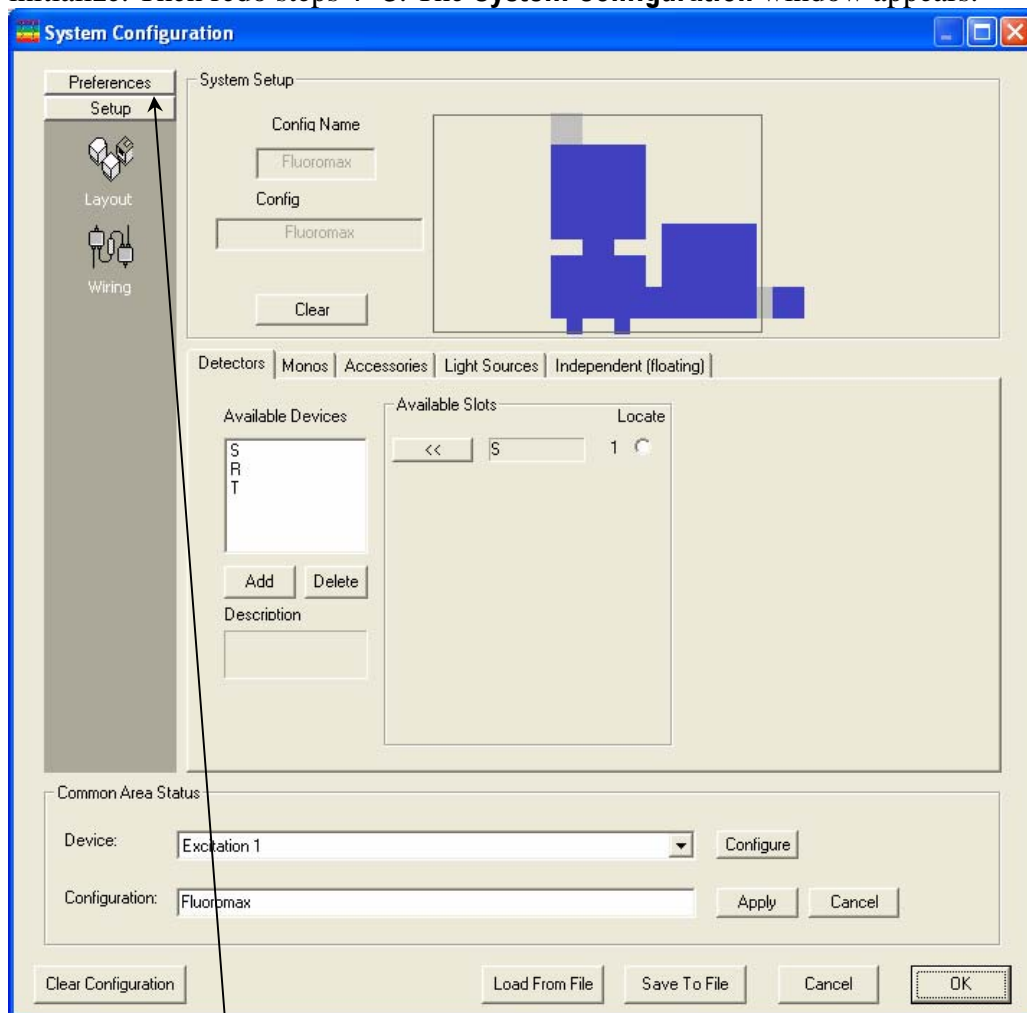 initialize. Then redo steps 4–5. The System Configuration window appears.
System Configuration
Preferences
Setup
Layout
Wiring
System Setup
Config Name
Fluoromax
Config
Fluoromax
Clear
Detectors Monos Accessories Light Sources Independent (floating)
Available Devices
S
R
T
Add Delete
Description
Available Slots
Locate
<< S 1
Common Area Status
Device: Excitation 1 Configure
Configuration: Fluoromax Apply Cancel
Clear Configuration Load From File Save To File Cancel OK